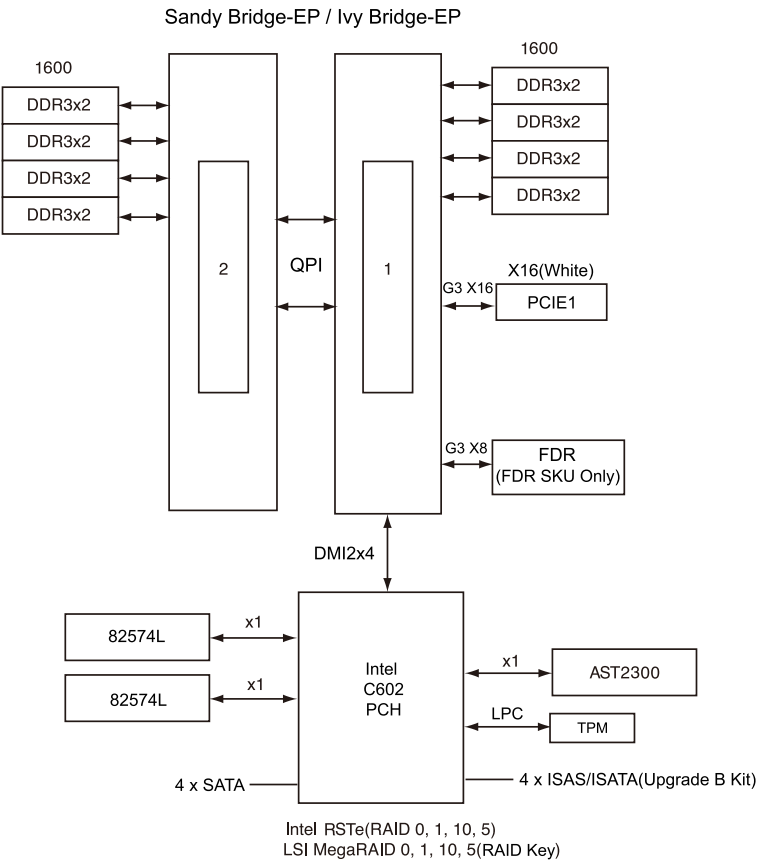 Sandy Bridge-EP / Ivy Bridge-EP
1600
DDR3x2
DDR3x2
DDR3x2
DDR3x2
1600
DDR3x2
DDR3x2
DDR3x2
DDR3x2
2
QPI
1
X16(White)
G3 X16
PCIE1
G3 X8
FDR
(FDR SKU Only)
DMI2x4
82574L
x1
82574L
x1
Intel
C602
PCH
x1
AST2300
LPC
TPM
4 x SATA
4 x ISAS/ISATA(Upgrade B Kit)
Intel RSTe(RAID 0, 1, 10, 5)
LSI MegaRAID 0, 1, 10, 5(RAID Key)